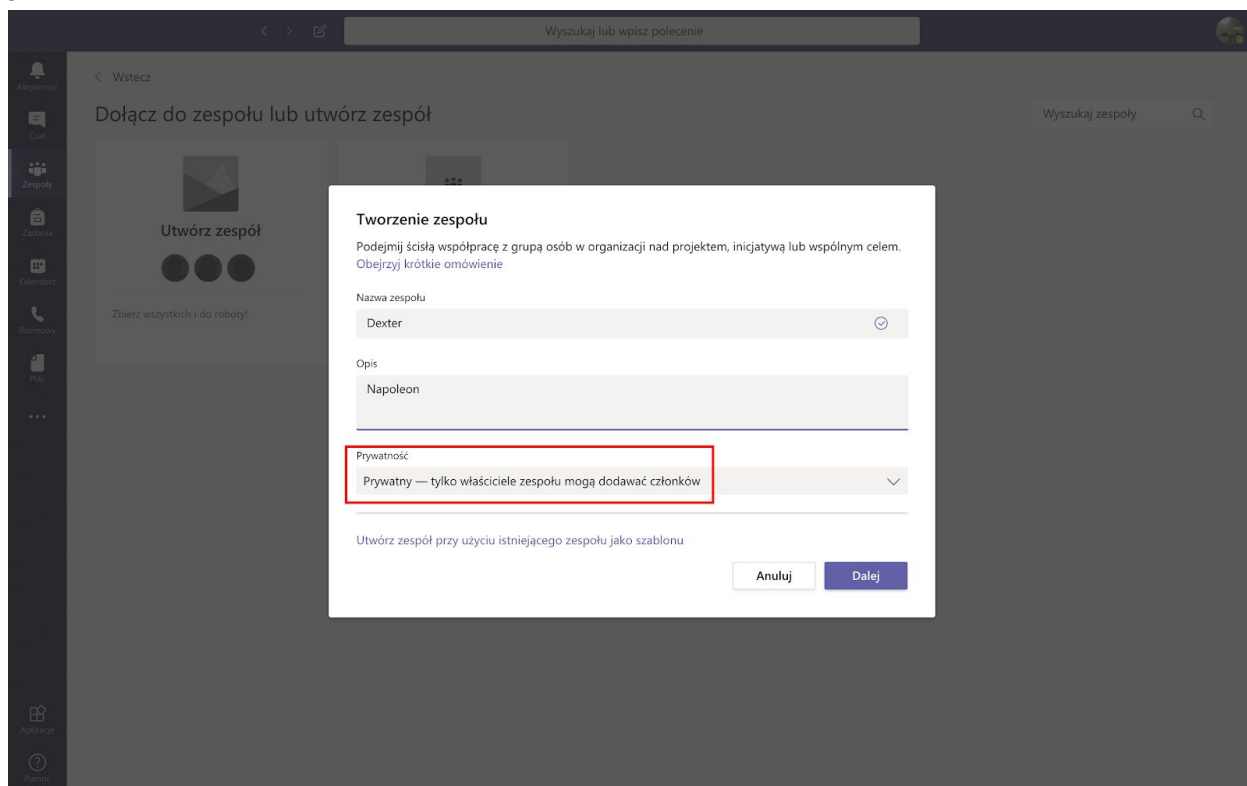 Wyszukaj lub wpisz polecenie
Aktywność
Wstecz
Dołącz do zespołu lub utwórz zespół
Wyszukaj zespoły
Czat
Zespoły
Zadania
Kalendarz
Rozmowy
Pliki
Utwórz zespół
Zbierz wszystkich i do roboty!
Tworzenie zespołu
Podejmij ścisłą współpracę z grupą osób w organizacji nad projektem, inicjatywą lub wspólnym celem.
Obejrzyj krótkie omówienie
Nazwa zespołu
Dexter
Opis
Napoleon
Prywatność
Prywatny — tylko właściciele zespołu mogą dodawać członków
Utwórz zespół przy użyciu istniejącego zespołu jako szablonu
Anuluj
Dalej
Aplikacje
Pomoc